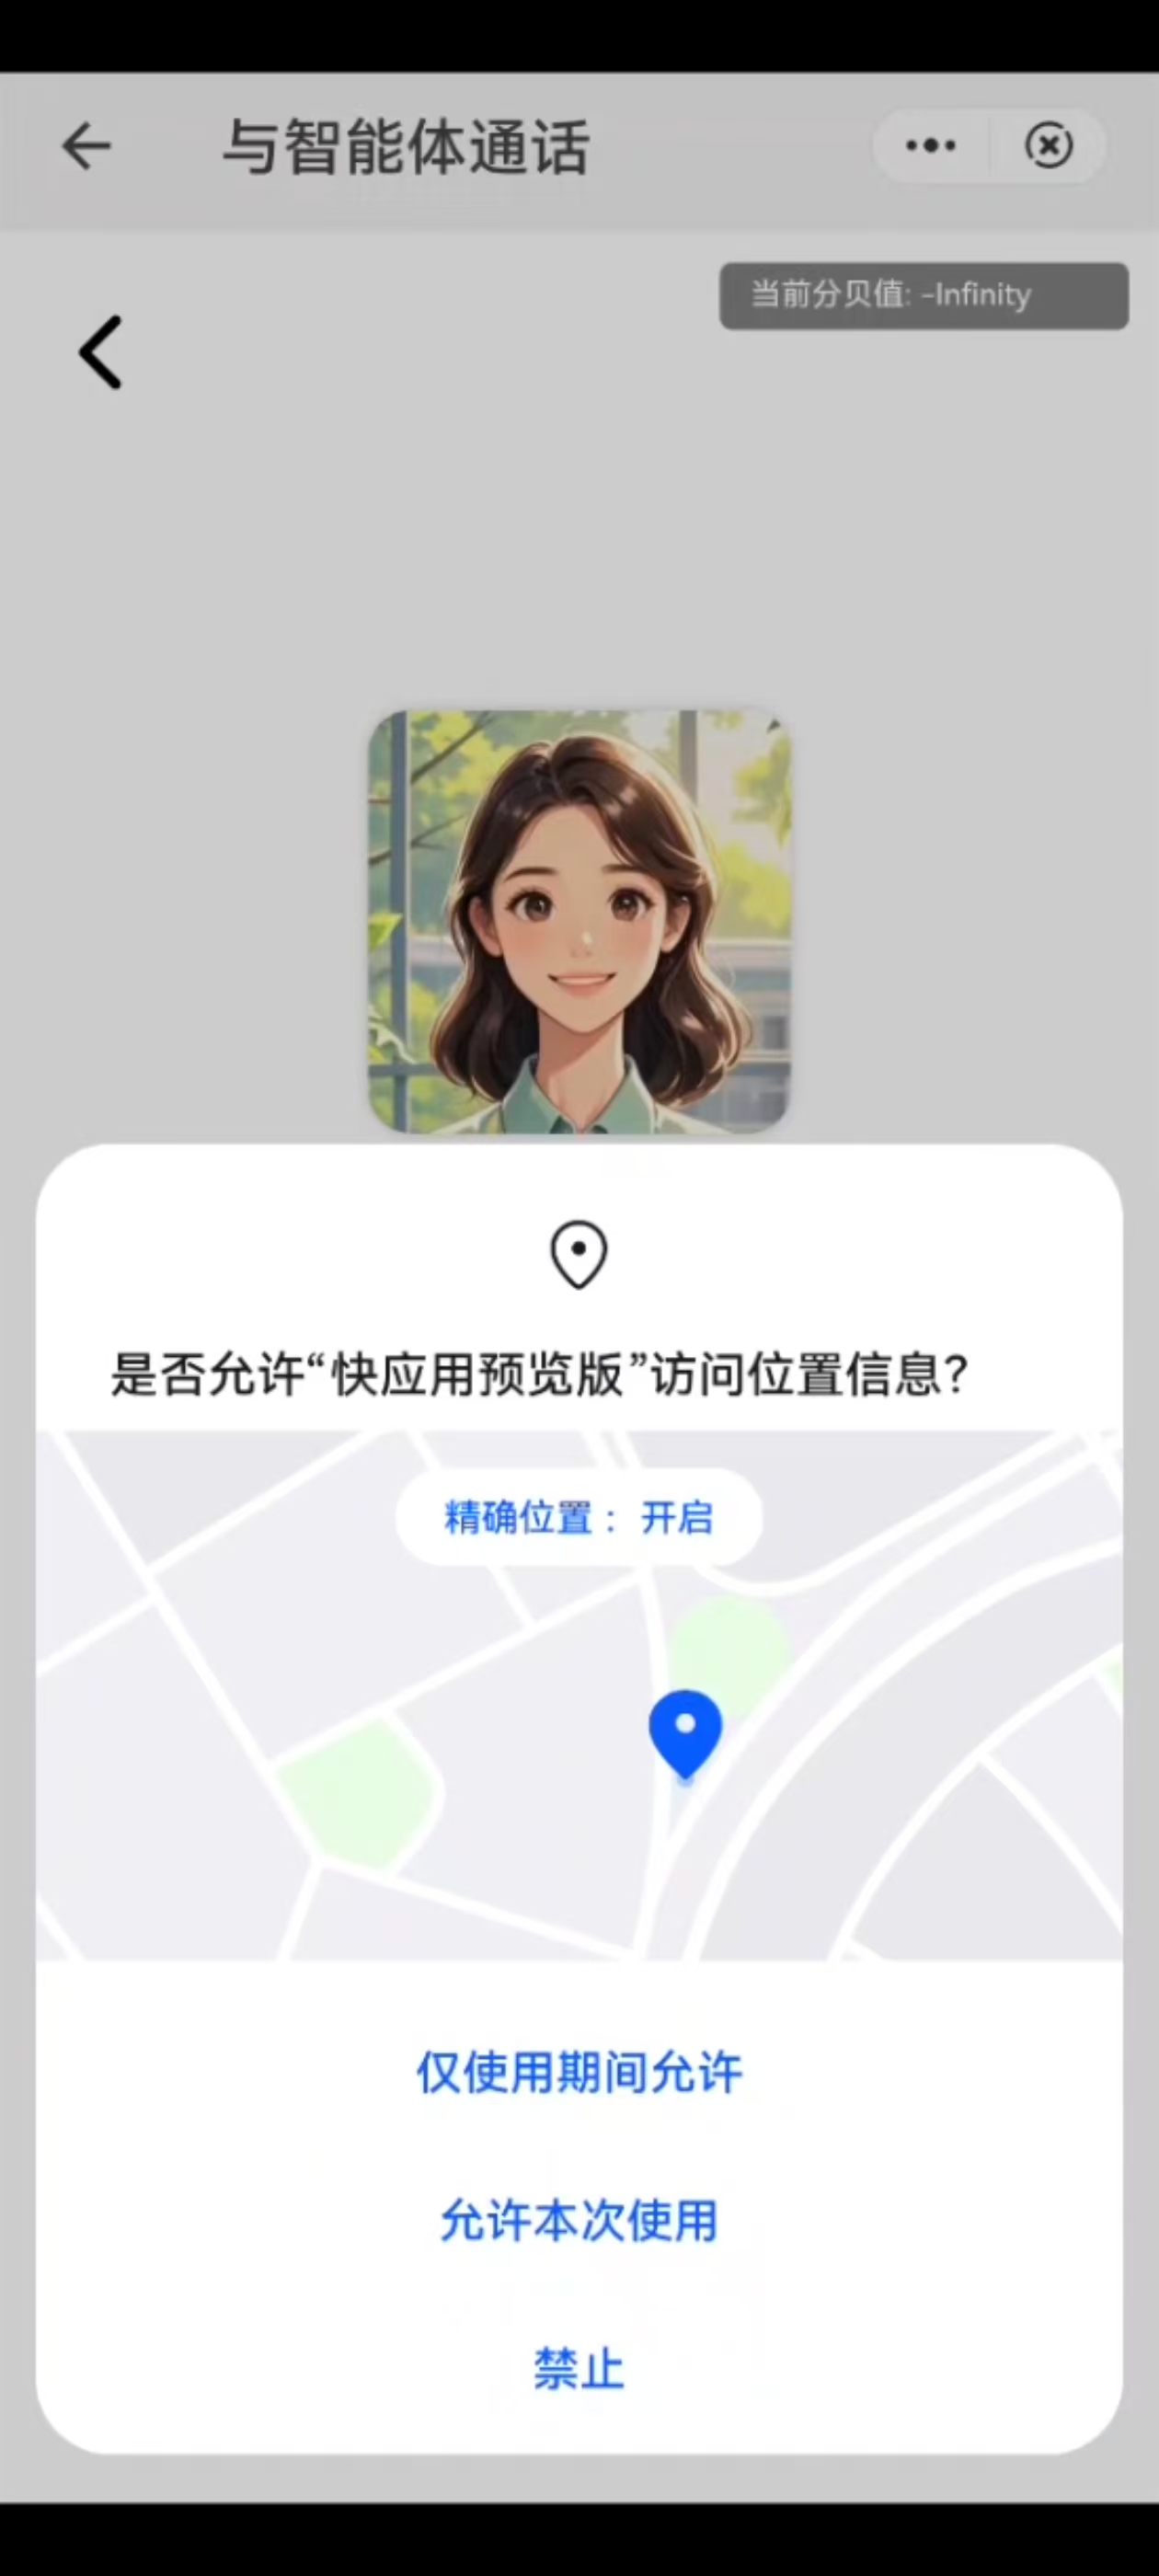 与智能体通话
当前分贝值: -Infinity
是否允许“快应用预览版”访问位置信息?
精确位置： 开启
仅使用期间允许
允许本次使用
禁止